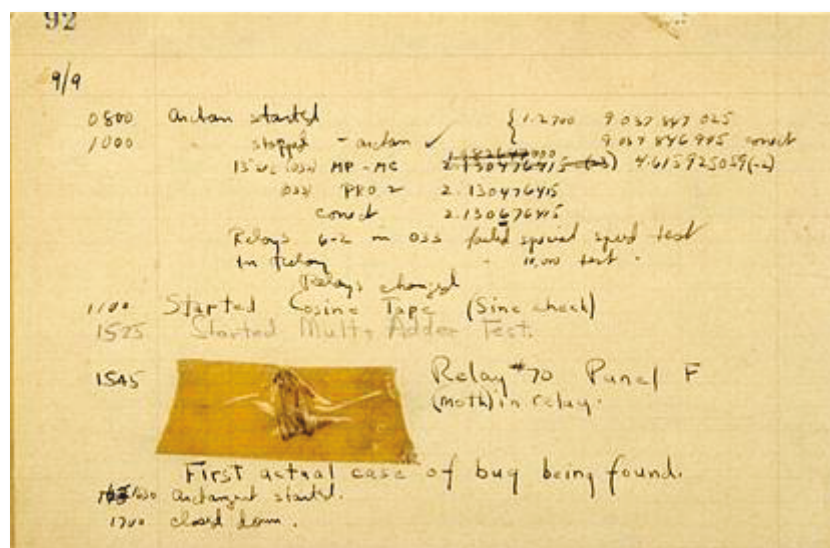 92
9/9
0800 arctan started { 1.2700 9.037 847 025
1000 stopped - arctan ✓ 9.037 846 995 correct
13"uc (032) MP - MC 2.130476415 4.615925059(-2)
(033) PRO 2 2.130476415
correct 2.130676415
Relays 6-2 in 033 failed special speed test
In Relay 10,000 test.
Relays changed
1100 Started Cosine Tape (Sine check)
1525 Started Mult+ Adder Test.
1545 Relay #70 Panel F
(moth) in relay.
First actual case of bug being found.
1630 arctangent started.
1700 closed down.